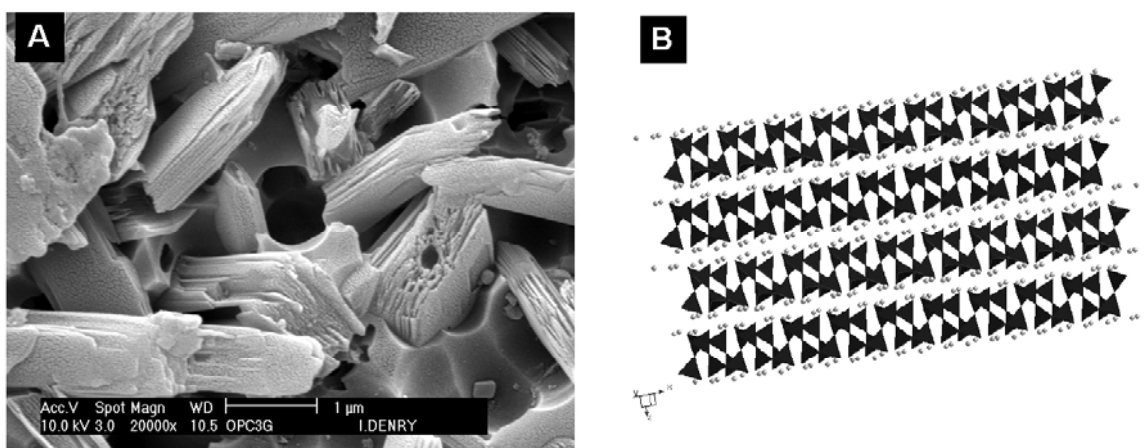 A
B
Acc.V Spot Magn WD 1 µm
10.0 kV 3.0 20000x 10.5 OPC3G I.DENRY